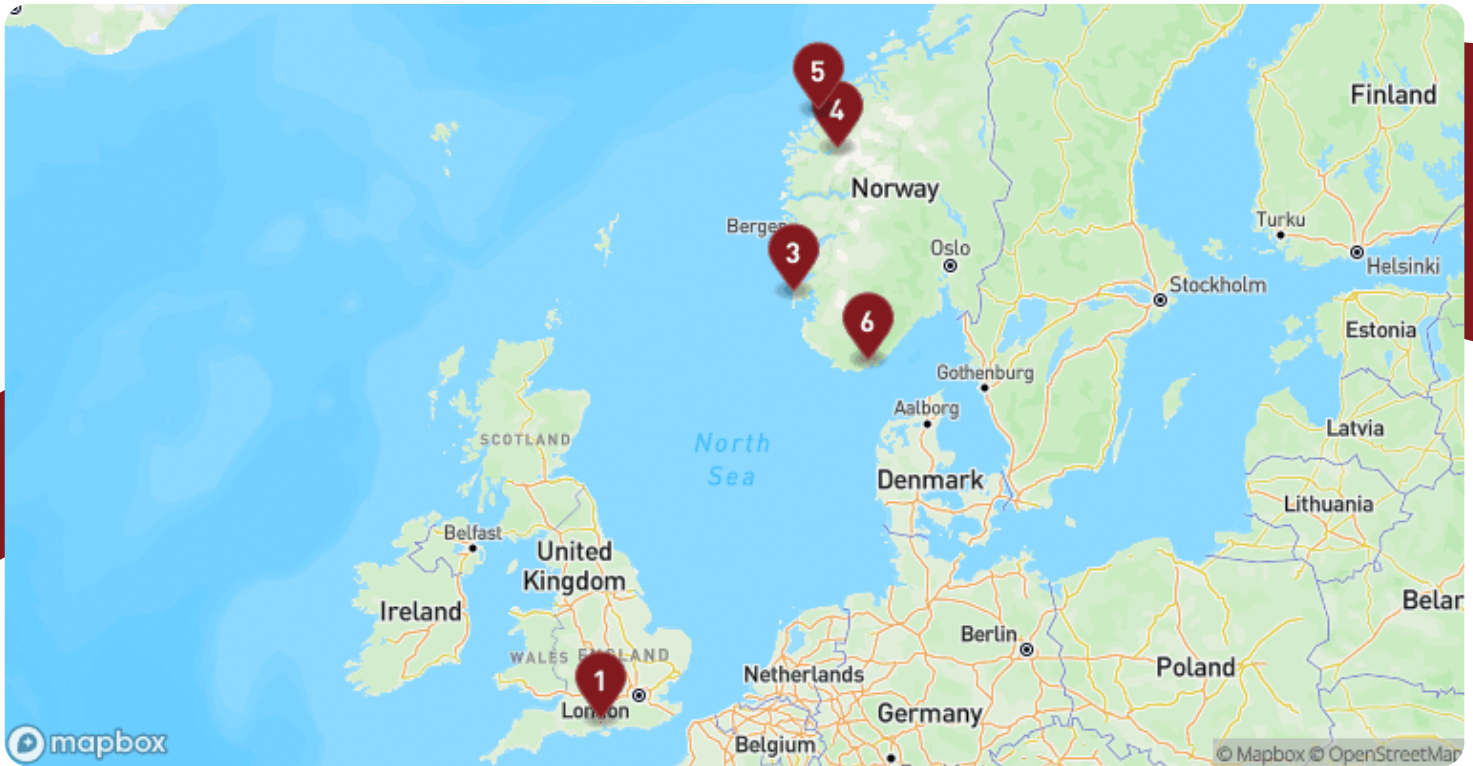 5
4
Finland
Norway
Turku
Bergen
Oslo
3
Helsinki
Stockholm
6
Estonia
Gothenburg
Aalborg
Latvia
SCOTLAND
North
Sea
Denmark
Lithuania
Belfast
United
Kingdom
Belar
Ireland
Berlin
WALES
ENGLAND
Poland
Netherlands
1
London
Germany
mapbox
Belgium
© Mapbox © OpenStreetMap